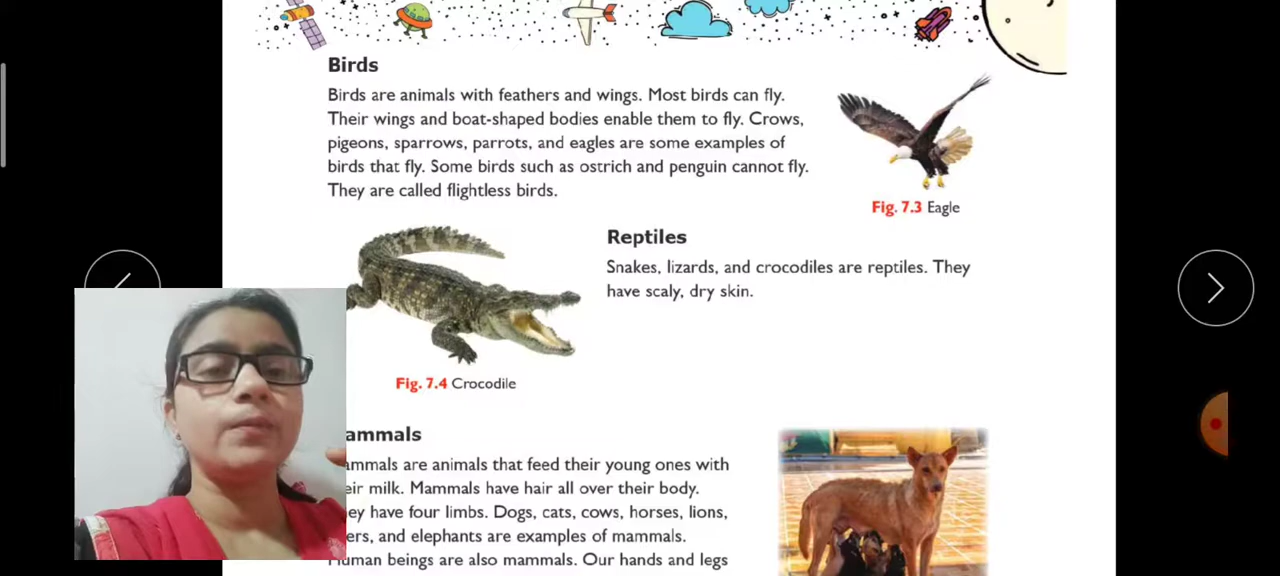 Birds
Birds are animals with feathers and wings. Most birds can fly.
Their wings and boat-shaped bodies enable them to fly. Crows,
pigeons, sparrows, parrots, and eagles are some examples of
birds that fly. Some birds such as ostrich and penguin cannot fly.
They are called flightless birds.
Fig. 7.3 Eagle
Reptiles
Snakes, lizards, and crocodiles are reptiles. They
have scaly, dry skin.
Fig. 7.4 Crocodile
ammals
ammals are animals that feed their young ones with
eir milk. Mammals have hair all over their body.
ey have four limbs. Dogs, cats, cows, horses, lions,
ers, and elephants are examples of mammals.
Human beings are also mammals. Our hands and legs